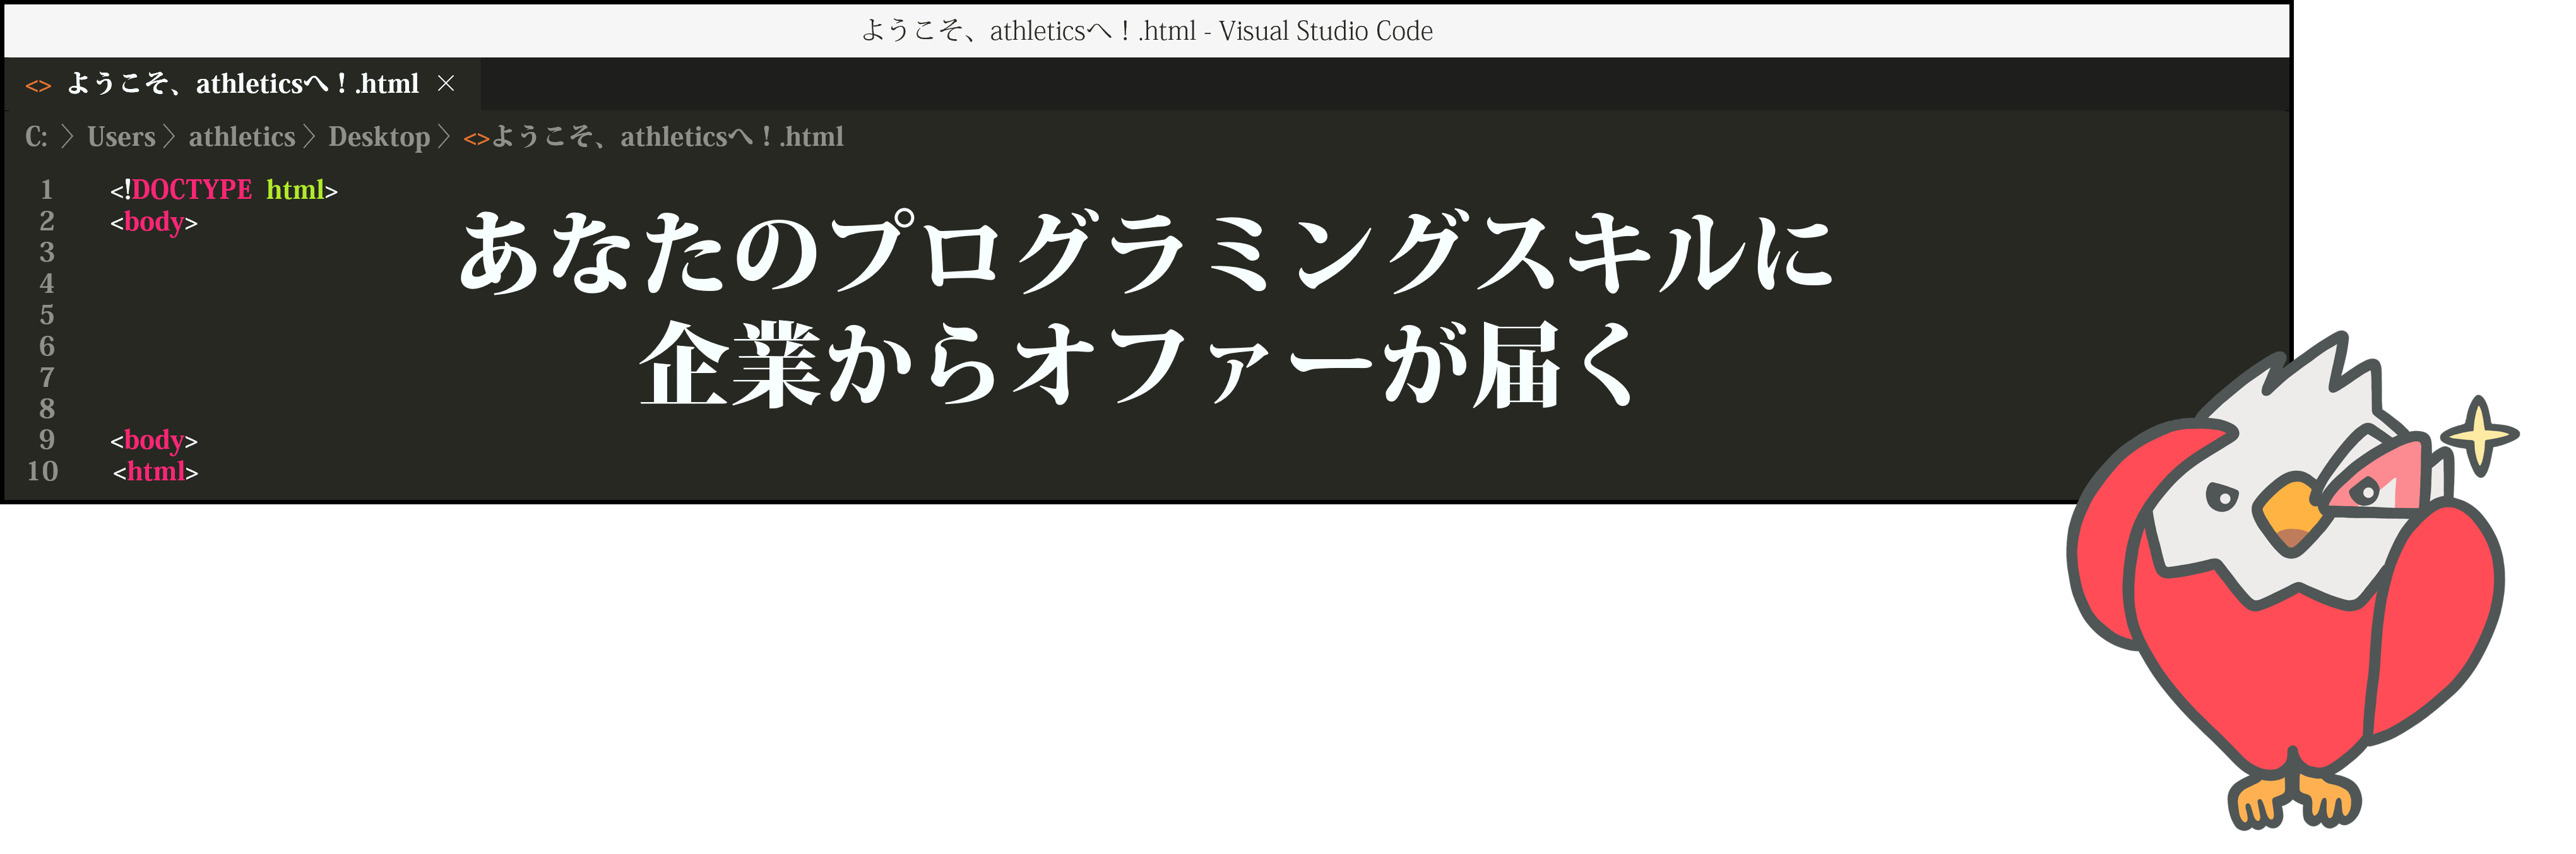 ようこそ、athleticsへ！.html - Visual Studio Code
<> ようこそ、athleticsへ！.html ×
C: 〉 Users 〉 athletics 〉 Desktop 〉 <>ようこそ、athleticsへ！.html
1 <!DOCTYPE html>
2 <body>
3
4
5
6
7
8
9 <body>
10 <html>
あなたのプログラミングスキルに
企業からオファーが届く